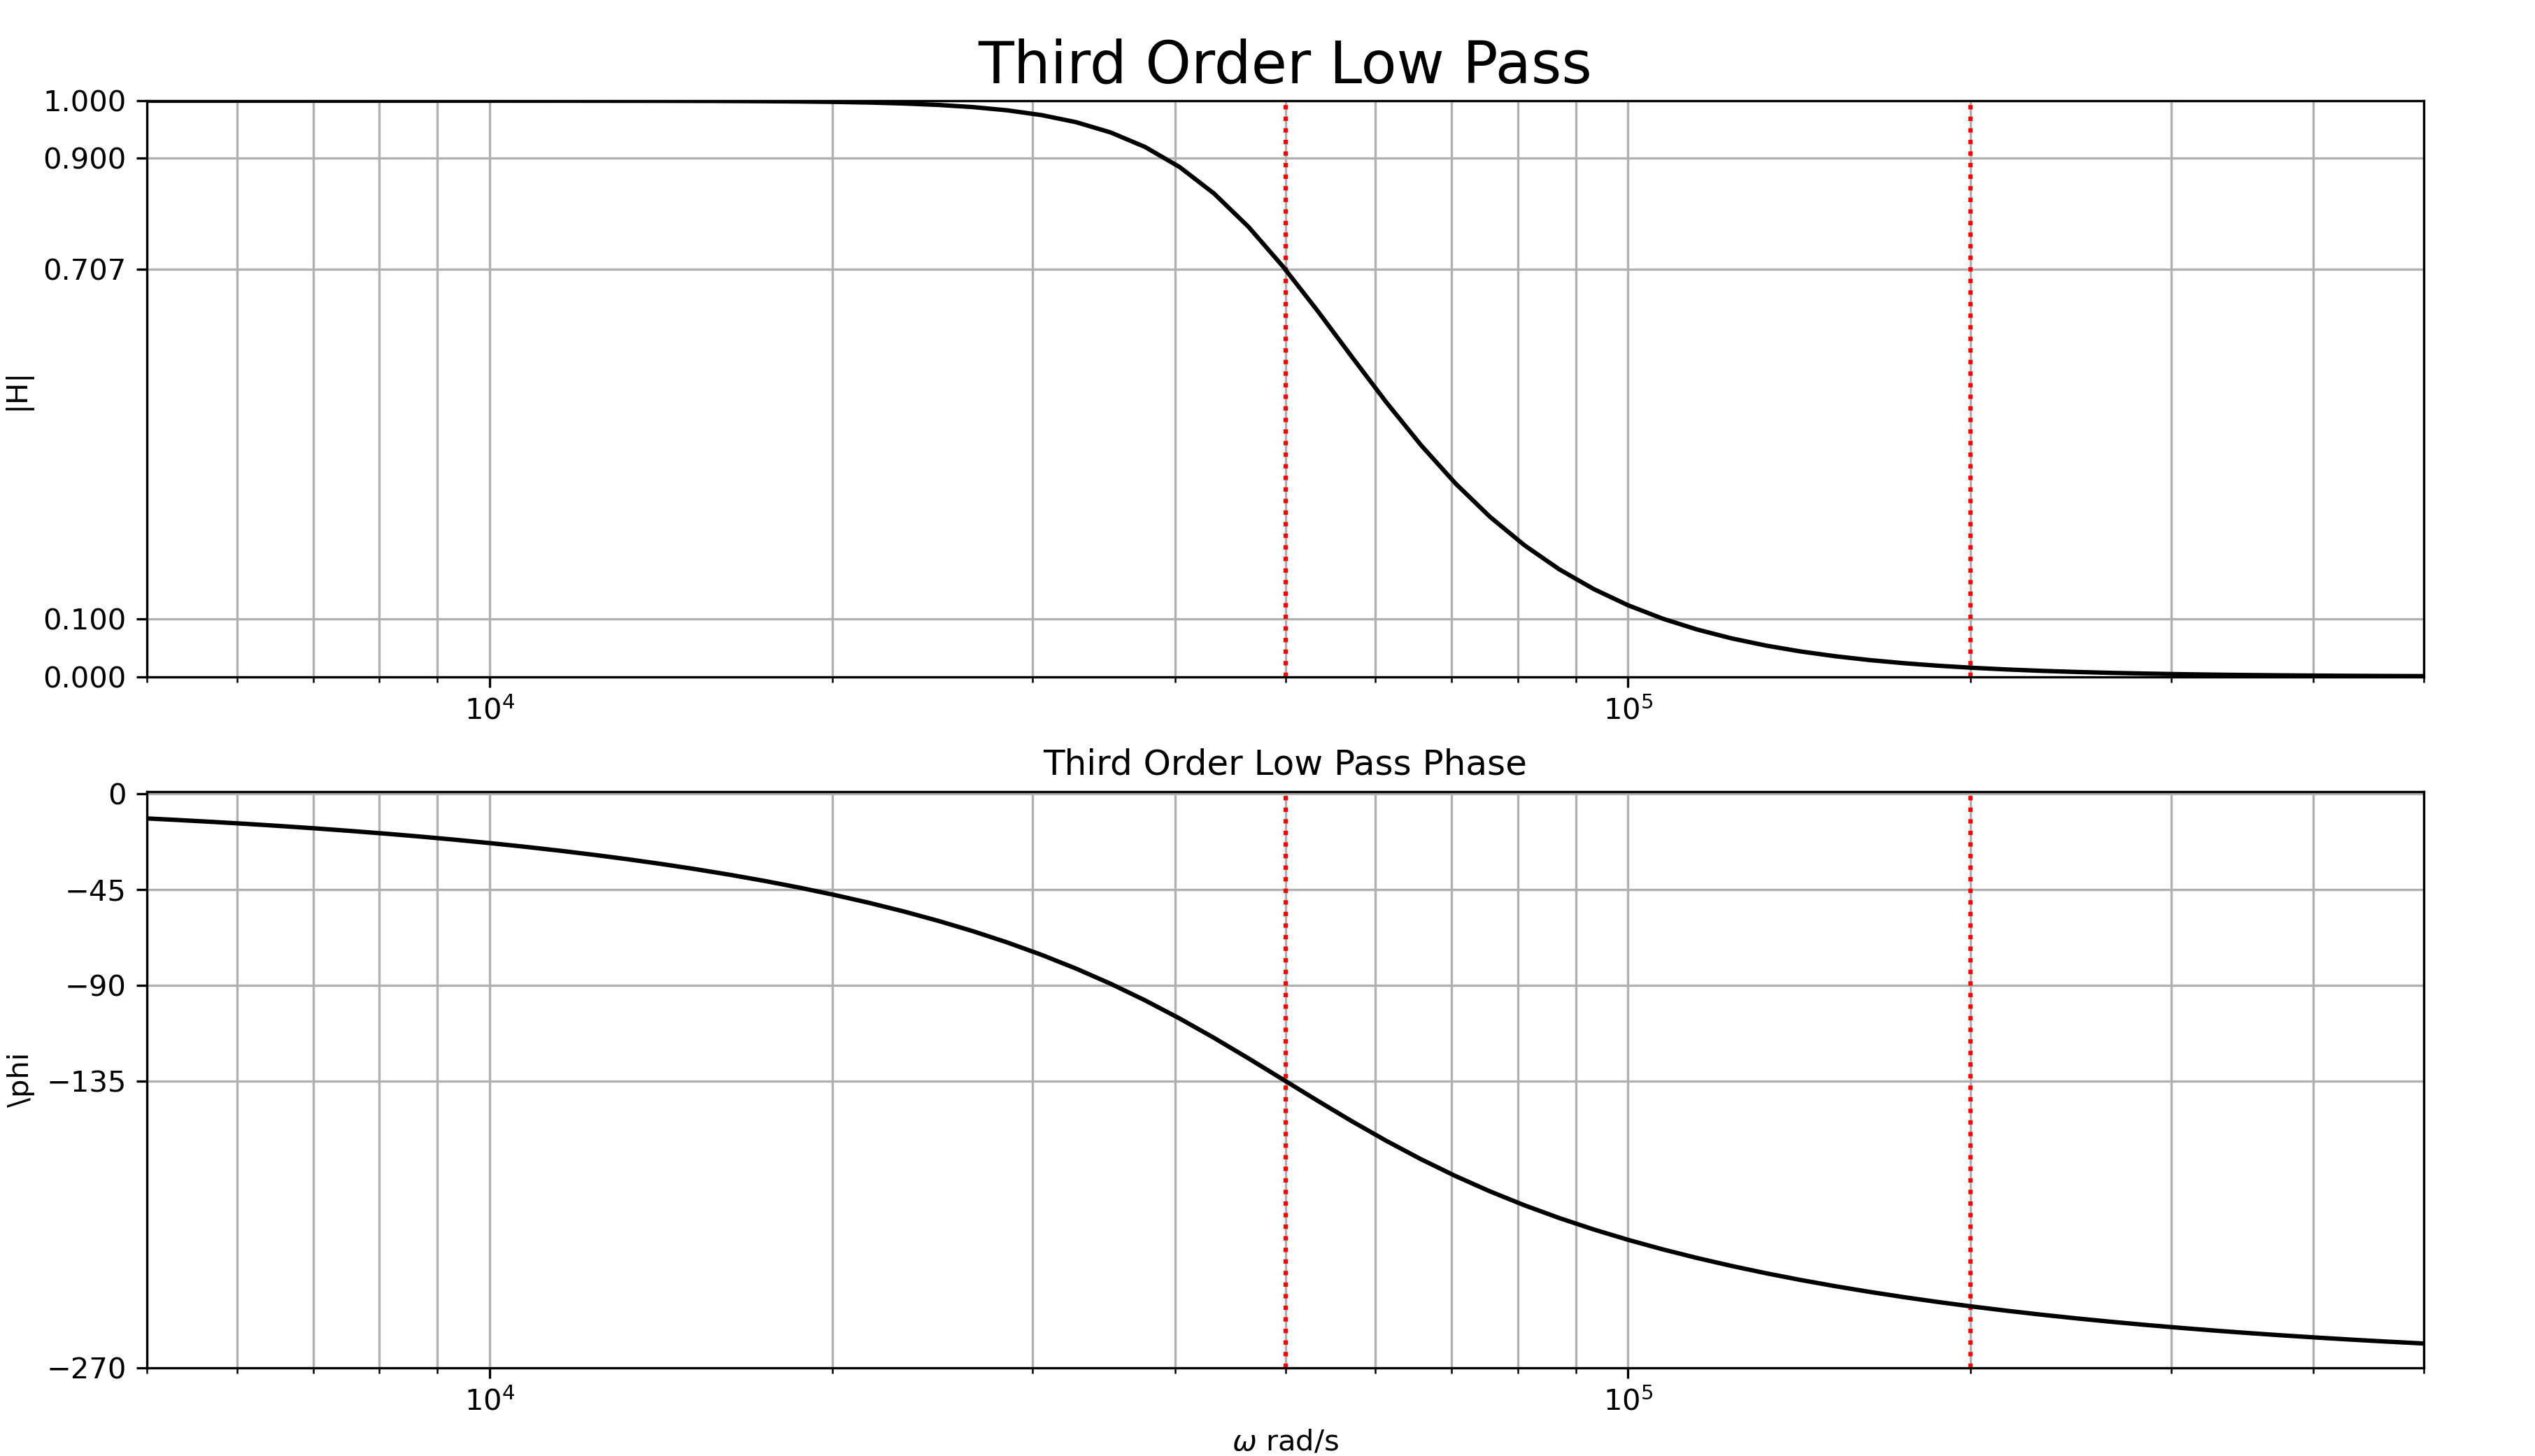 Third Order Low Pass
1.000
0.900
0.707
0.100
0.000
|H|
10⁴
10⁵
Third Order Low Pass Phase
0
−45
−90
−135
−270
\phi
10⁴
10⁵
ω rad/s